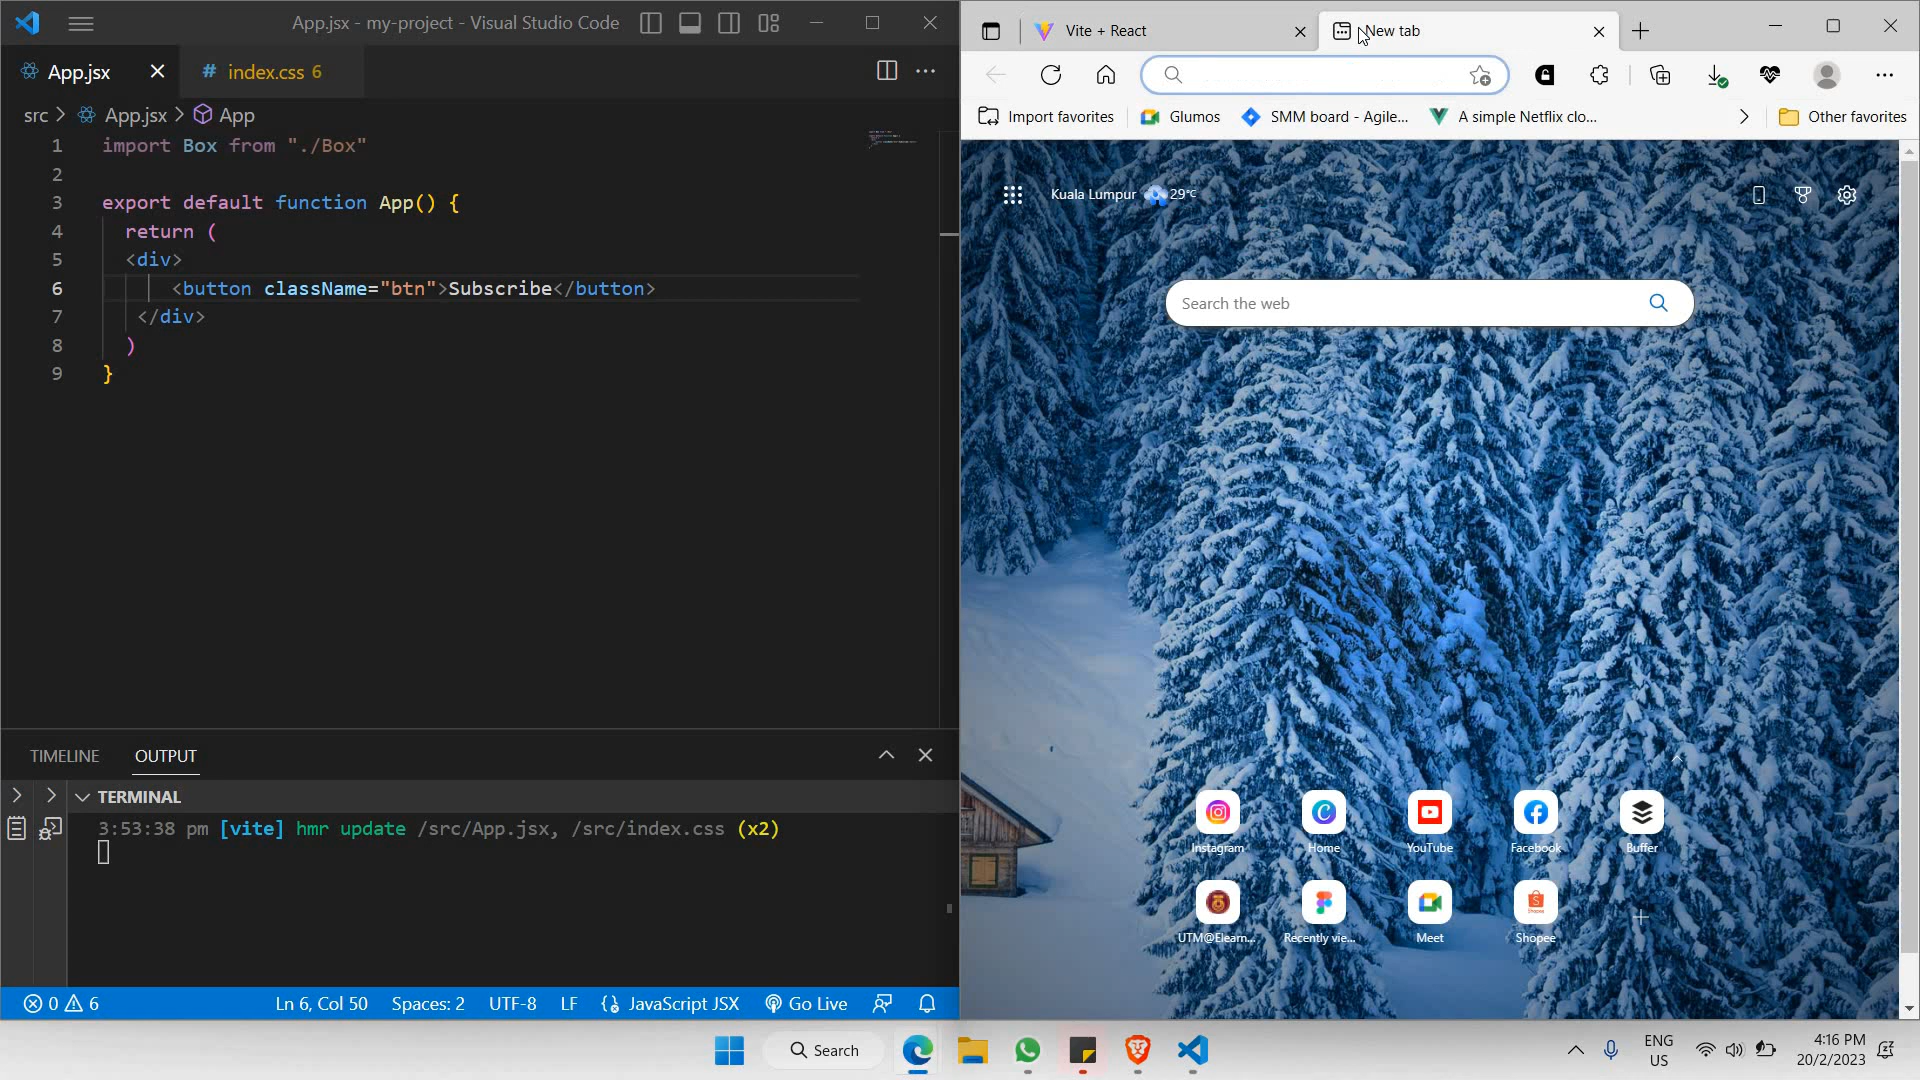 App.jsx - my-project - Visual Studio Code
App.jsx
# index.css 6
src > App.jsx > App
1 import Box from "./Box"
2
3 export default function App() {
4 return (
5 <div>
6 <button className="btn">Subscribe</button>
7 </div>
8 )
9 }
TIMELINE
OUTPUT
TERMINAL
3:53:38 pm [vite] hmr update /src/App.jsx, /src/index.css (x2)
0
6
Ln 6, Col 50
Spaces: 2
UTF-8
LF
JavaScript JSX
Go Live
Vite + React
New tab
Import favorites
Glumos
SMM board - Agile...
A simple Netflix clo...
Other favorites
Kuala Lumpur 29°C
Search the web
Instagram
Home
YouTube
Facebook
Buffer
UTM@Elearn...
Recently vie...
Meet
Shopee
Search
ENG
US
4:16 PM
20/2/2023